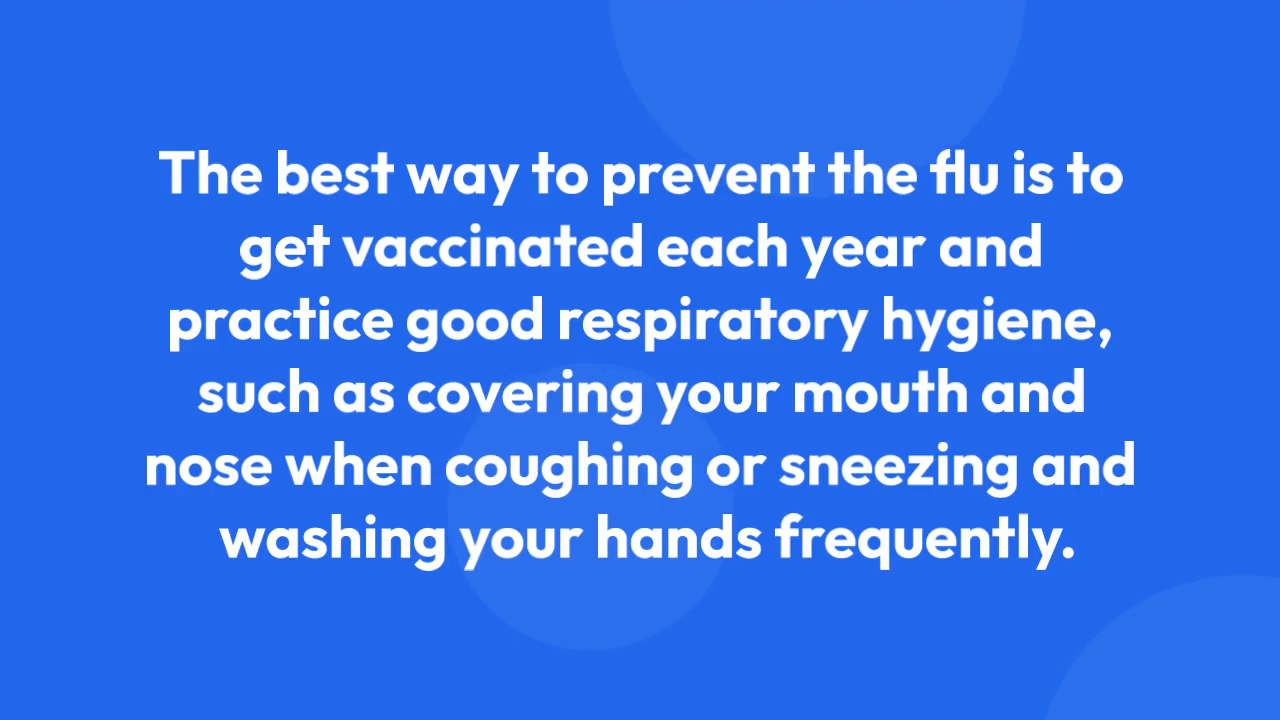 The best way to prevent the flu is to
get vaccinated each year and
practice good respiratory hygiene,
such as covering your mouth and
nose when coughing or sneezing and
washing your hands frequently.